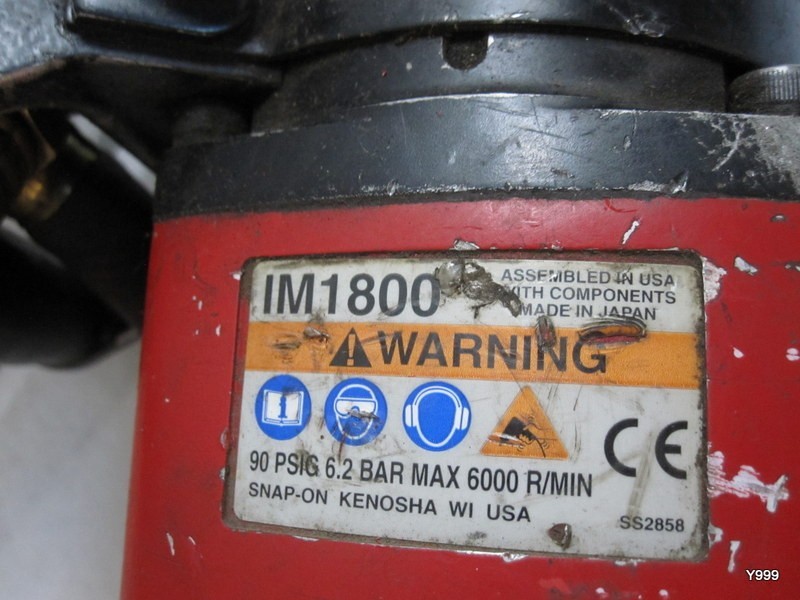 IM1800
ASSEMBLED IN USA
WITH COMPONENTS
MADE IN JAPAN
WARNING
i
CE
90 PSIG 6.2 BAR MAX 6000 R/MIN
SNAP-ON KENOSHA WI USA
SS2858
Y999